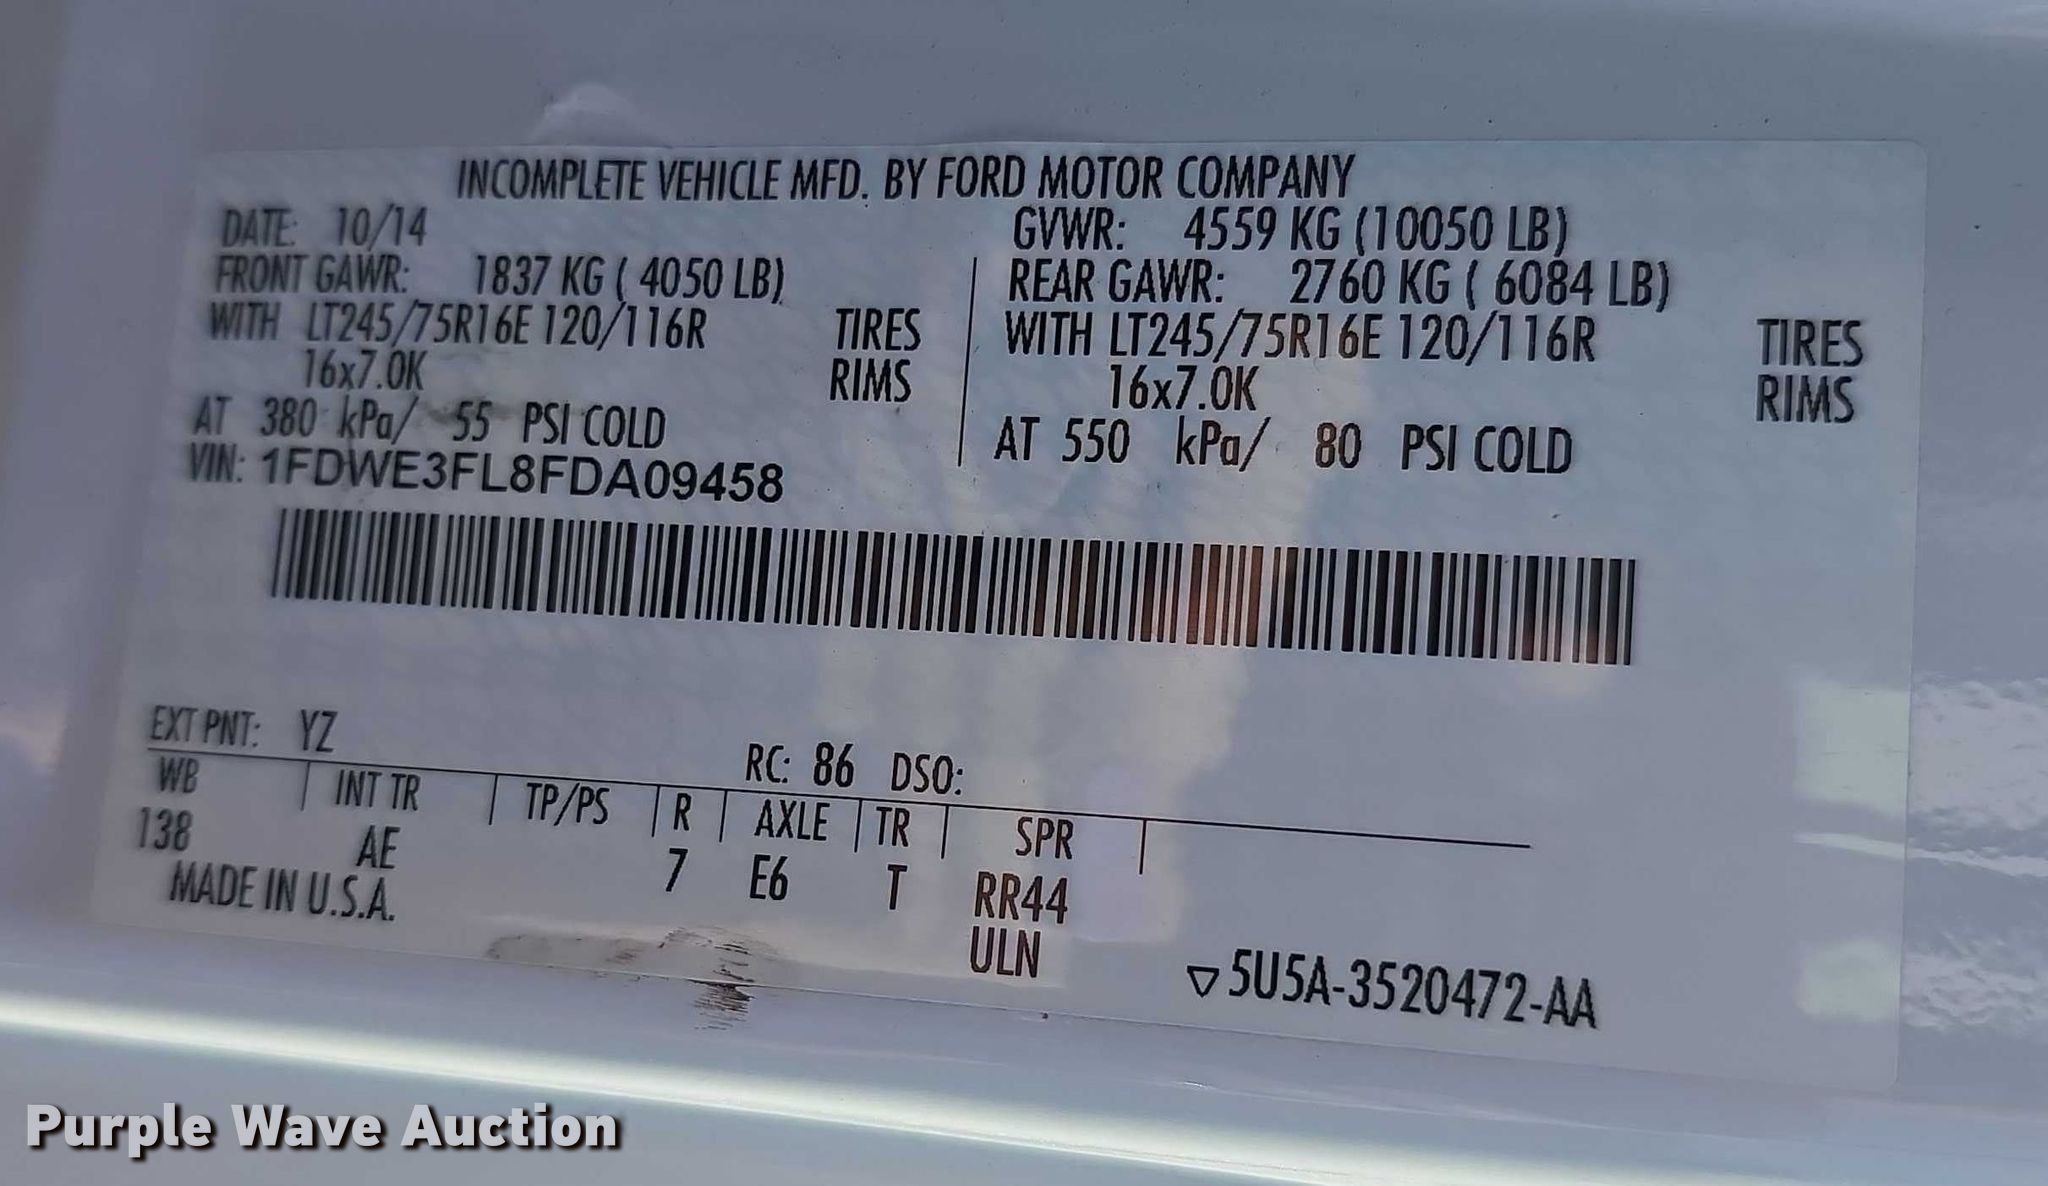 INCOMPLETE VEHICLE MFD. BY FORD MOTOR COMPANY
DATE: 10/14 GVWR: 4559 KG (10050 LB)
FRONT GAWR: 1837 KG ( 4050 LB) REAR GAWR: 2760 KG ( 6084 LB)
WITH LT245/75R16E 120/116R TIRES WITH LT245/75R16E 120/116R TIRES
16x7.0K RIMS 16x7.0K RIMS
AT 380 kPa/ 55 PSI COLD AT 550 kPa/ 80 PSI COLD
VIN: 1FDWE3FL8FDA09458
EXT PNT: YZ RC: 86 DSO:
WB INT TR TP/PS R AXLE TR SPR
138 AE 7 E6 T RR44
MADE IN U.S.A. ULN
▽5U5A-3520472-AA
Purple Wave Auction